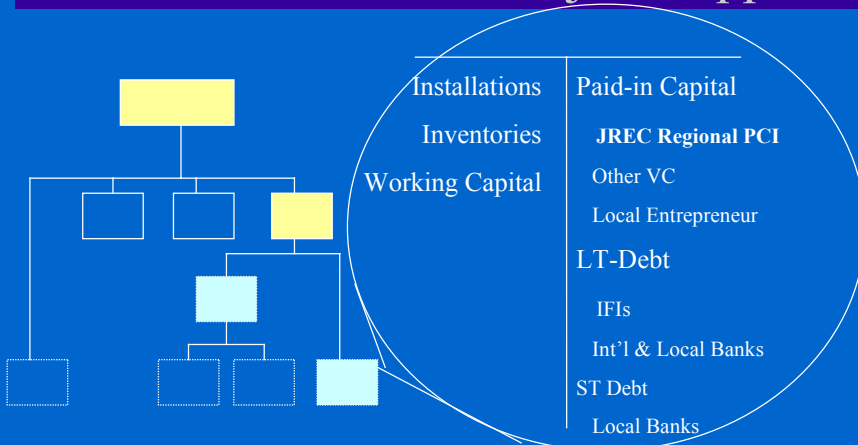 Installations
Inventories
Working Capital
Paid-in Capital
JREC Regional PCI
Other VC
Local Entrepreneur
LT-Debt
IFIs
Int’l & Local Banks
ST Debt
Local Banks